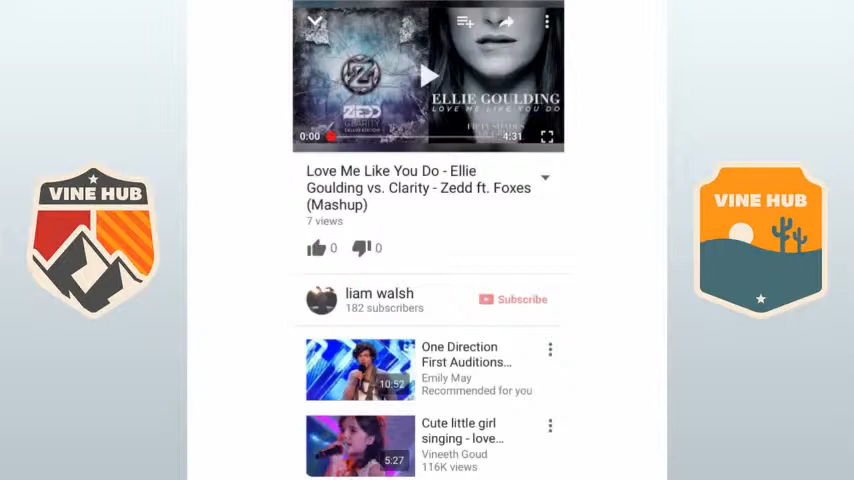 ZEDD
CLARITY
DELUXE EDITION
ELLIE GOULDING
LOVE ME LIKE YOU DO
0:00
4:31
Love Me Like You Do - Ellie
Goulding vs. Clarity - Zedd ft. Foxes
(Mashup)
7 views
0
0
liam walsh
182 subscribers
Subscribe
One Direction
First Auditions...
Emily May
Recommended for you
10:52
Cute little girl
singing - love...
Vineeth Goud
116K views
5:27
VINE HUB
VINE HUB